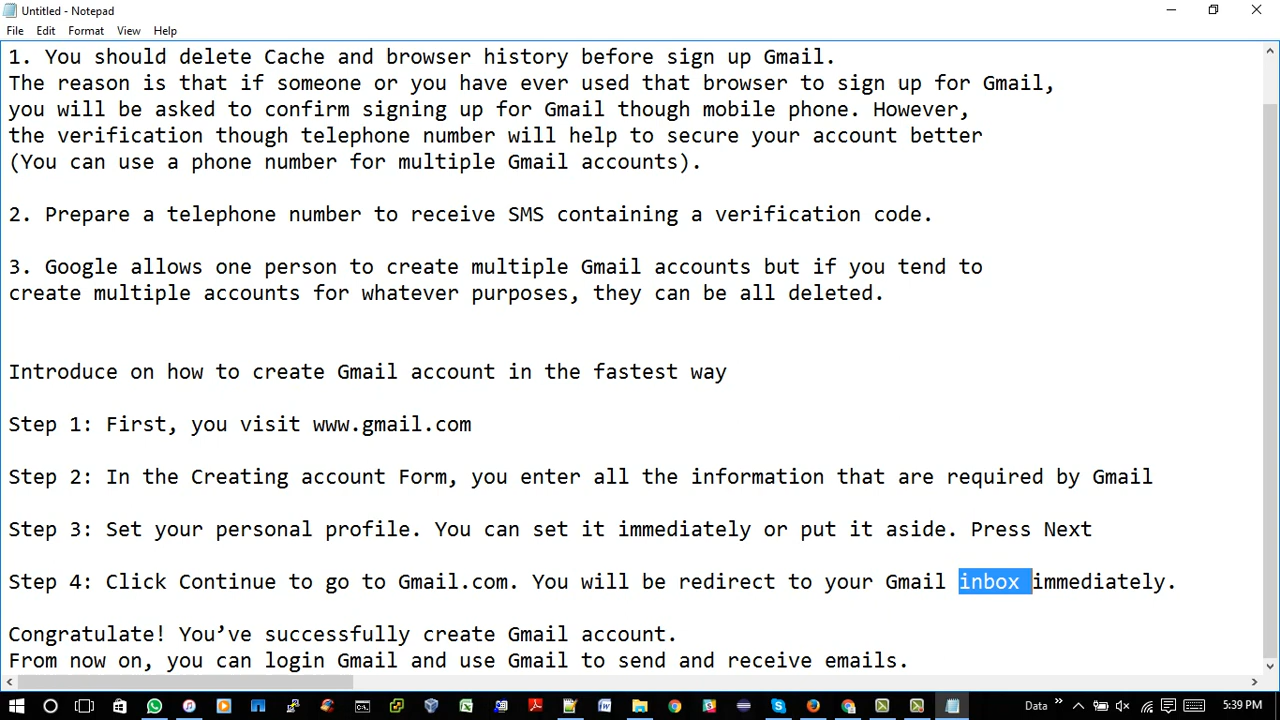 Untitled - Notepad
File Edit Format View Help
1. You should delete Cache and browser history before sign up Gmail.
The reason is that if someone or you have ever used that browser to sign up for Gmail,
you will be asked to confirm signing up for Gmail though mobile phone. However,
the verification though telephone number will help to secure your account better
(You can use a phone number for multiple Gmail accounts).
2. Prepare a telephone number to receive SMS containing a verification code.
3. Google allows one person to create multiple Gmail accounts but if you tend to
create multiple accounts for whatever purposes, they can be all deleted.
Introduce on how to create Gmail account in the fastest way
Step 1: First, you visit www.gmail.com
Step 2: In the Creating account Form, you enter all the information that are required by Gmail
Step 3: Set your personal profile. You can set it immediately or put it aside. Press Next
Step 4: Click Continue to go to Gmail.com. You will be redirect to your Gmail inbox immediately.
Congratulate! You’ve successfully create Gmail account.
From now on, you can login Gmail and use Gmail to send and receive emails.
Data 5:39 PM